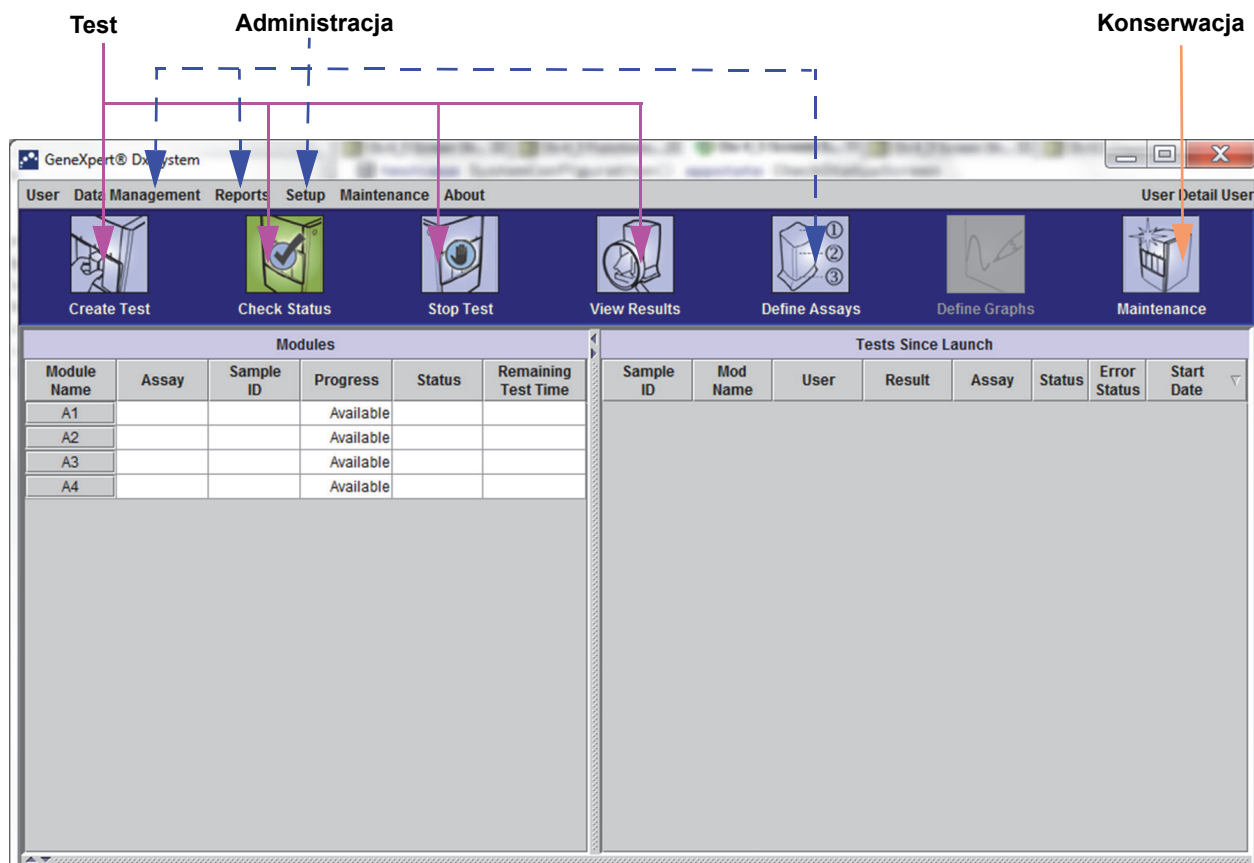 Test Administracja Konserwacja
GeneXpert® Dx System
User Data Management Reports Setup Maintenance About User Detail User
Create Test Check Status Stop Test View Results Define Assays Define Graphs Maintenance
Modules Tests Since Launch
Module Name Assay Sample ID Progress Status Remaining Test Time Sample ID Mod Name User Result Assay Status Error Status Start Date
A1 Available
A2 Available
A3 Available
A4 Available